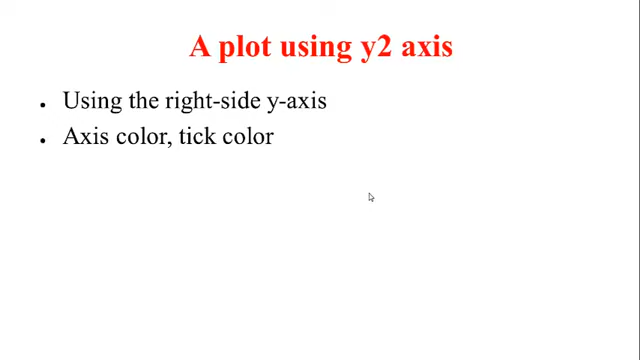 A plot using y2 axis
• Using the right-side y-axis
• Axis color, tick color